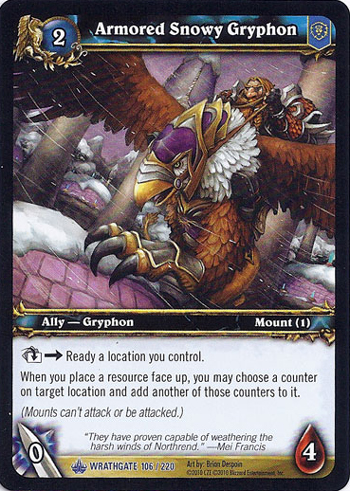 2 Armored Snowy Gryphon
Ally — Gryphon Mount (1)
Ready a location you control.
When you place a resource face up, you may choose a counter
on target location and add another of those counters to it.
(Mounts can't attack or be attacked.)
"They have proven capable of weathering the
harsh winds of Northrend." —Mei Francis
0 4
WRATHGATE 106 / 220
Art by: Brian Despain
©2010 CZE ©2010 Blizzard Entertainment, Inc.